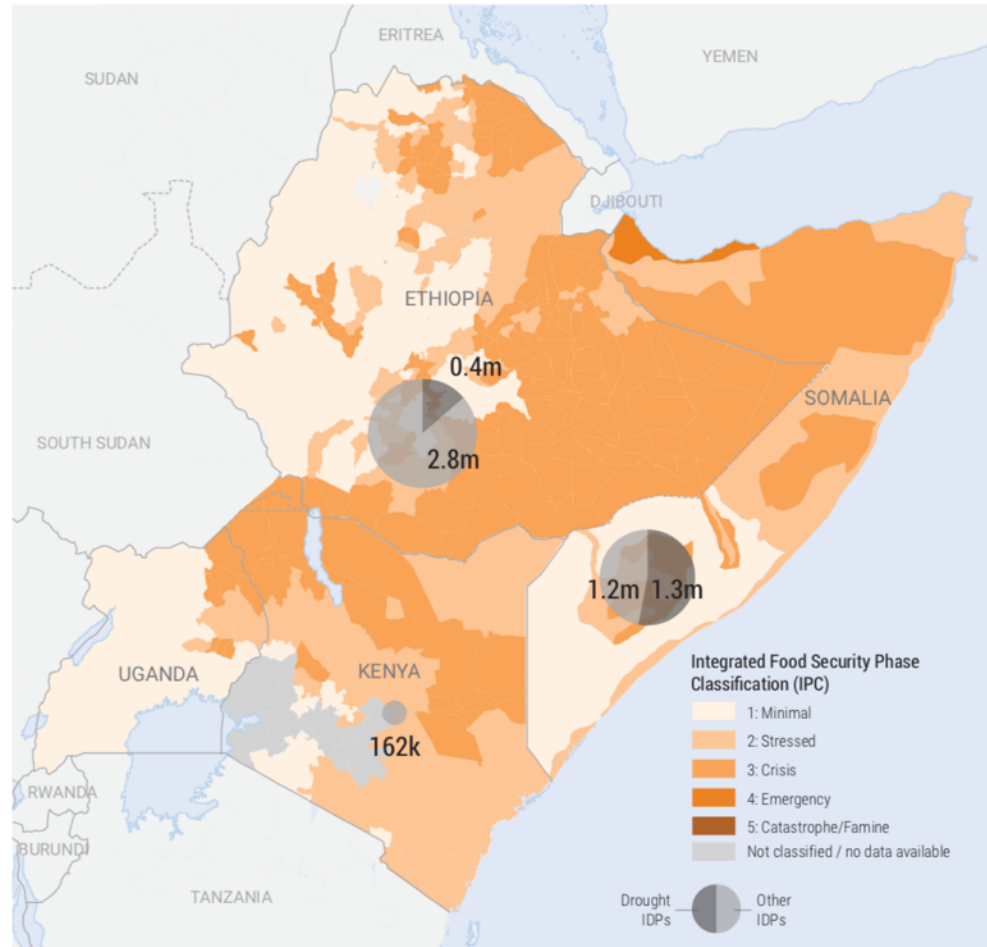 ERITREA
YEMEN
SUDAN
DJIBOUTI
ETHIOPIA
0.4m
SOMALIA
SOUTH SUDAN
2.8m
1.2m
1.3m
Integrated Food Security Phase
Classification (IPC)
1: Minimal
2: Stressed
3: Crisis
4: Emergency
5: Catastrophe/Famine
Not classified / no data available
UGANDA
KENYA
162k
RWANDA
BURUNDI
TANZANIA
Drought
IDPs
Other
IDPs